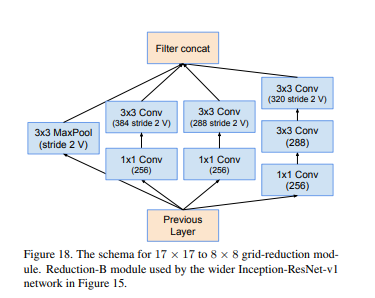 Filter concat
3x3 Conv
(320 stride 2 V)
3x3 Conv
(384 stride 2 V)
3x3 Conv
(288 stride 2 V)
3x3 MaxPool
(stride 2 V)
3x3 Conv
(288)
1x1 Conv
(256)
1x1 Conv
(256)
1x1 Conv
(256)
Previous
Layer
Figure 18. The schema for 17 × 17 to 8 × 8 grid-reduction mod-
ule. Reduction-B module used by the wider Inception-ResNet-v1
network in Figure 15.